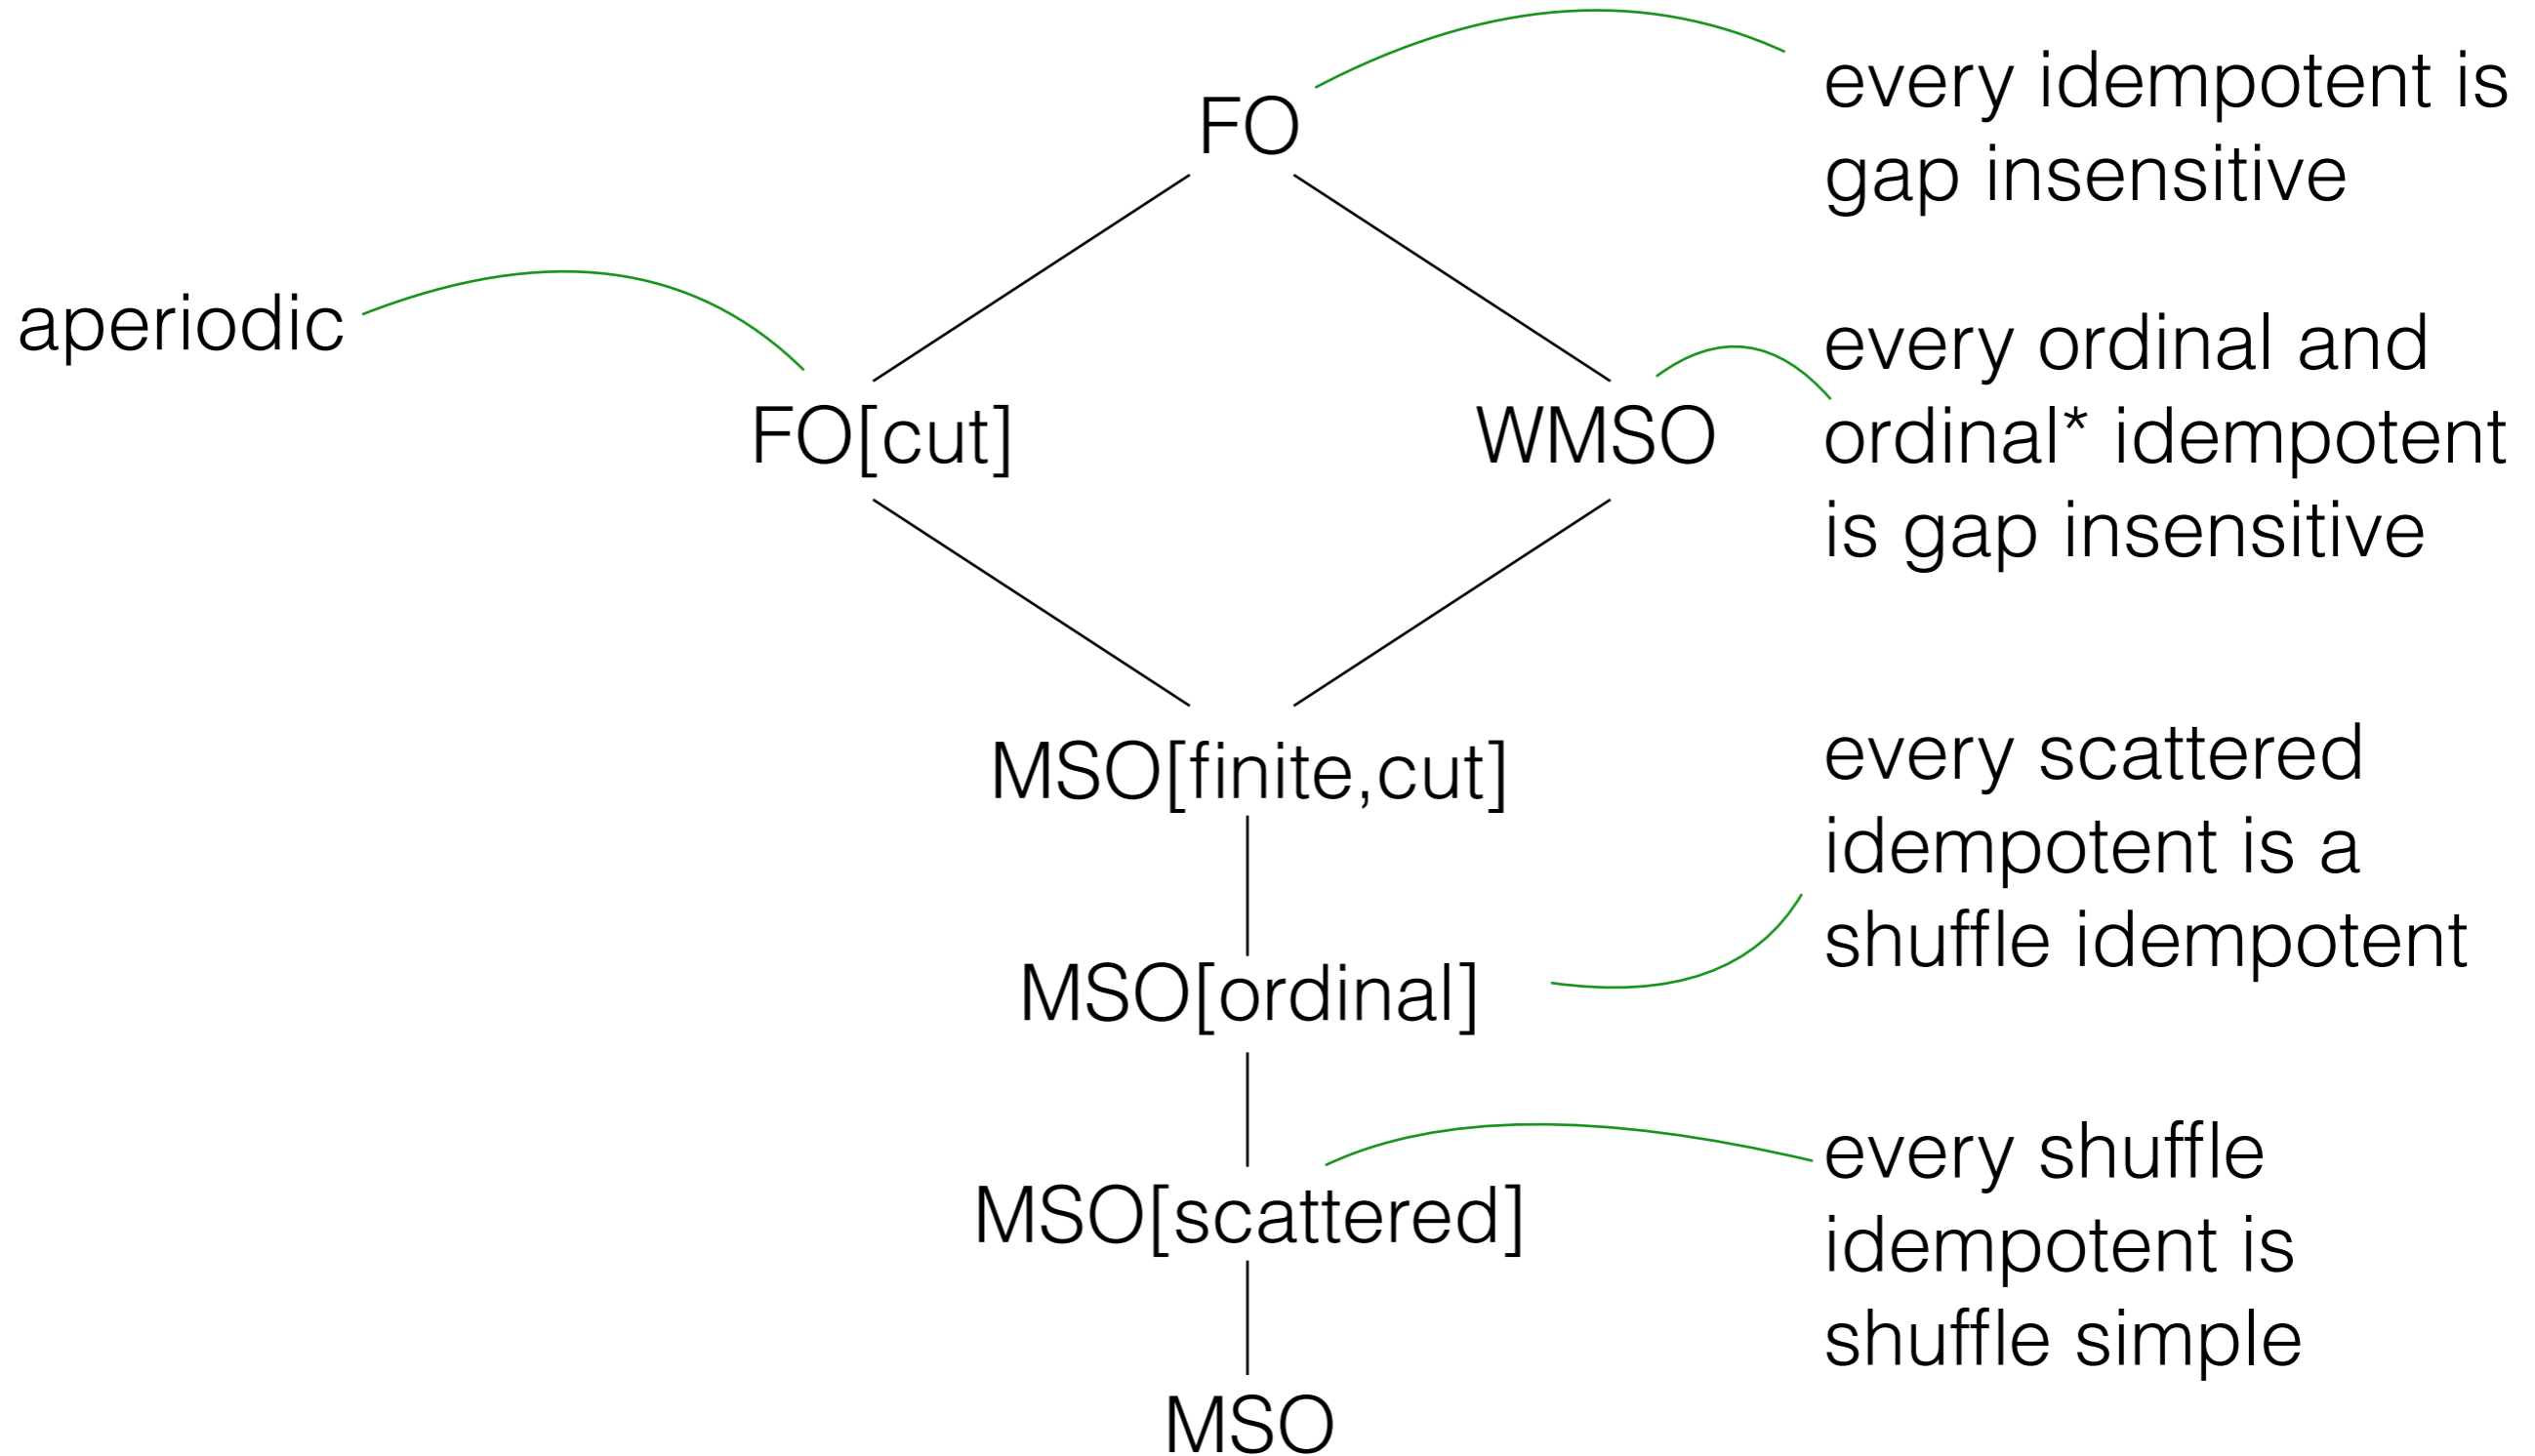 FO
every idempotent is
gap insensitive
aperiodic
FO[cut]
WMSO
every ordinal and
ordinal* idempotent
is gap insensitive
MSO[finite,cut]
every scattered
idempotent is a
shuffle idempotent
MSO[ordinal]
MSO[scattered]
every shuffle
idempotent is
shuffle simple
MSO